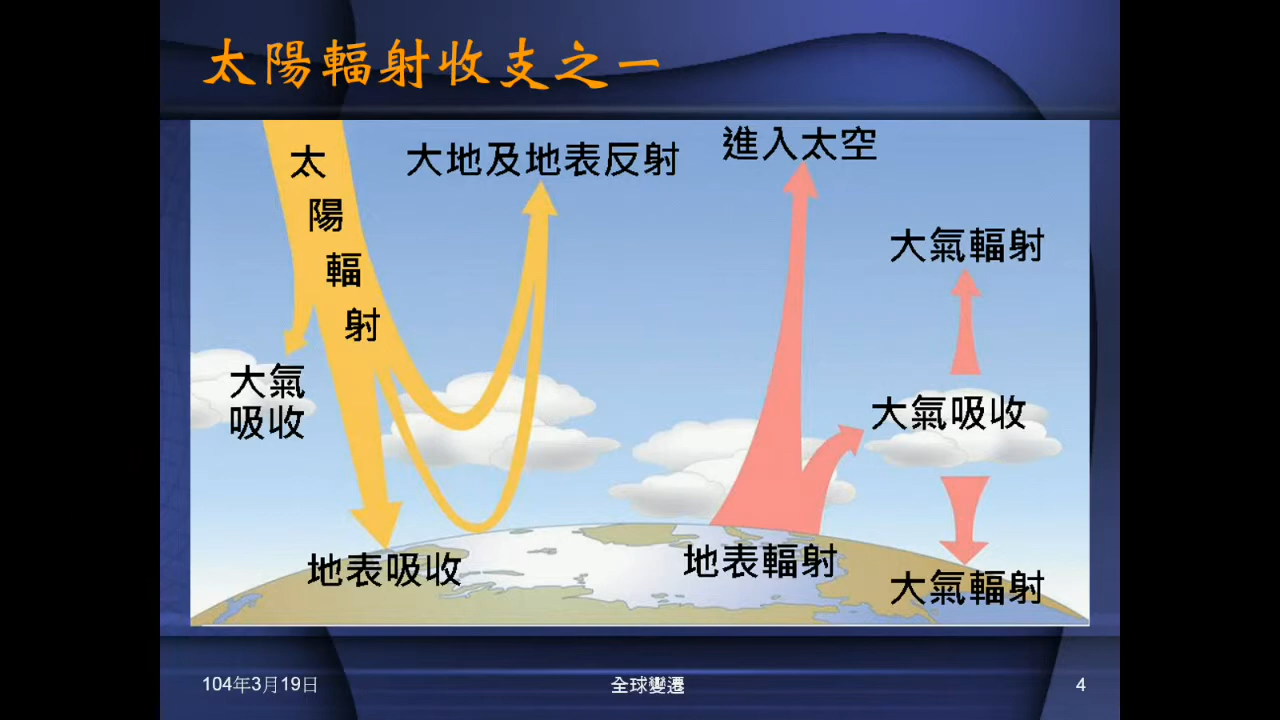 太陽輻射收支之一
太陽輻射
大地及地表反射
進入太空
大氣輻射
大氣
吸收
大氣吸收
地表吸收
地表輻射
大氣輻射
104年3月19日
全球變遷
4